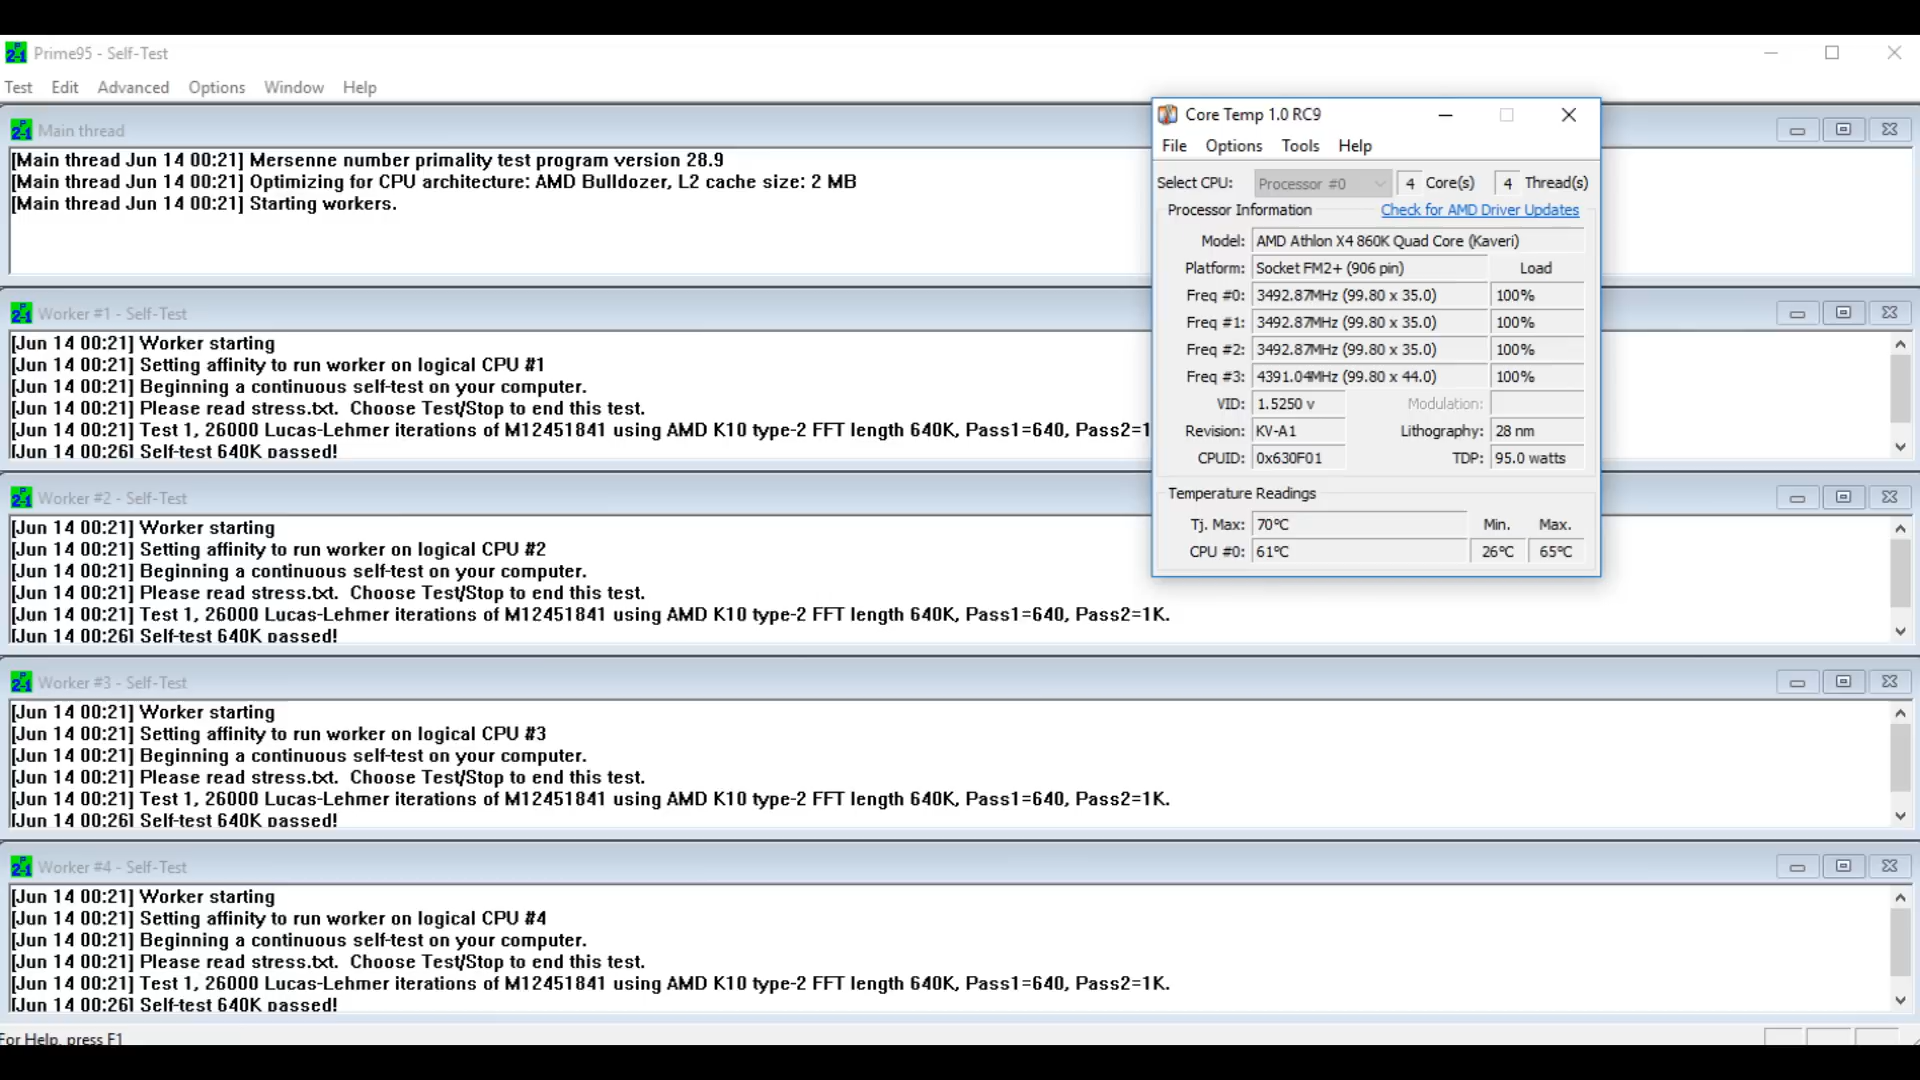 Prime95 - Self-Test
Test Edit Advanced Options Window Help
Main thread
[Main thread Jun 14 00:21] Mersenne number primality test program version 28.9
[Main thread Jun 14 00:21] Optimizing for CPU architecture: AMD Bulldozer, L2 cache size: 2 MB
[Main thread Jun 14 00:21] Starting workers.
Worker #1 - Self-Test
[Jun 14 00:21] Worker starting
[Jun 14 00:21] Setting affinity to run worker on logical CPU #1
[Jun 14 00:21] Beginning a continuous self-test on your computer.
[Jun 14 00:21] Please read stress.txt.  Choose Test/Stop to end this test.
[Jun 14 00:21] Test 1, 26000 Lucas-Lehmer iterations of M12451841 using AMD K10 type-2 FFT length 640K, Pass1=640, Pass2=1
[Jun 14 00:26] Self-test 640K passed!
Worker #2 - Self-Test
[Jun 14 00:21] Worker starting
[Jun 14 00:21] Setting affinity to run worker on logical CPU #2
[Jun 14 00:21] Beginning a continuous self-test on your computer.
[Jun 14 00:21] Please read stress.txt.  Choose Test/Stop to end this test.
[Jun 14 00:21] Test 1, 26000 Lucas-Lehmer iterations of M12451841 using AMD K10 type-2 FFT length 640K, Pass1=640, Pass2=1K.
[Jun 14 00:26] Self-test 640K passed!
Worker #3 - Self-Test
[Jun 14 00:21] Worker starting
[Jun 14 00:21] Setting affinity to run worker on logical CPU #3
[Jun 14 00:21] Beginning a continuous self-test on your computer.
[Jun 14 00:21] Please read stress.txt.  Choose Test/Stop to end this test.
[Jun 14 00:21] Test 1, 26000 Lucas-Lehmer iterations of M12451841 using AMD K10 type-2 FFT length 640K, Pass1=640, Pass2=1K.
[Jun 14 00:26] Self-test 640K passed!
Worker #4 - Self-Test
[Jun 14 00:21] Worker starting
[Jun 14 00:21] Setting affinity to run worker on logical CPU #4
[Jun 14 00:21] Beginning a continuous self-test on your computer.
[Jun 14 00:21] Please read stress.txt.  Choose Test/Stop to end this test.
[Jun 14 00:21] Test 1, 26000 Lucas-Lehmer iterations of M12451841 using AMD K10 type-2 FFT length 640K, Pass1=640, Pass2=1K.
[Jun 14 00:26] Self-test 640K passed!
For Help, press F1
Core Temp 1.0 RC9
File Options Tools Help
Select CPU: Processor #0 4 Core(s) 4 Thread(s)
Processor Information Check for AMD Driver Updates
Model: AMD Athlon X4 860K Quad Core (Kaveri)
Platform: Socket FM2+ (906 pin) Load
Freq #0: 3492.87MHz (99.80 x 35.0) 100%
Freq #1: 3492.87MHz (99.80 x 35.0) 100%
Freq #2: 3492.87MHz (99.80 x 35.0) 100%
Freq #3: 4391.04MHz (99.80 x 44.0) 100%
VID: 1.5250 v Modulation:
Revision: KV-A1 Lithography: 28 nm
CPUID: 0x630F01 TDP: 95.0 watts
Temperature Readings
Tj. Max: 70°C Min. Max.
CPU #0: 61°C 26°C 65°C